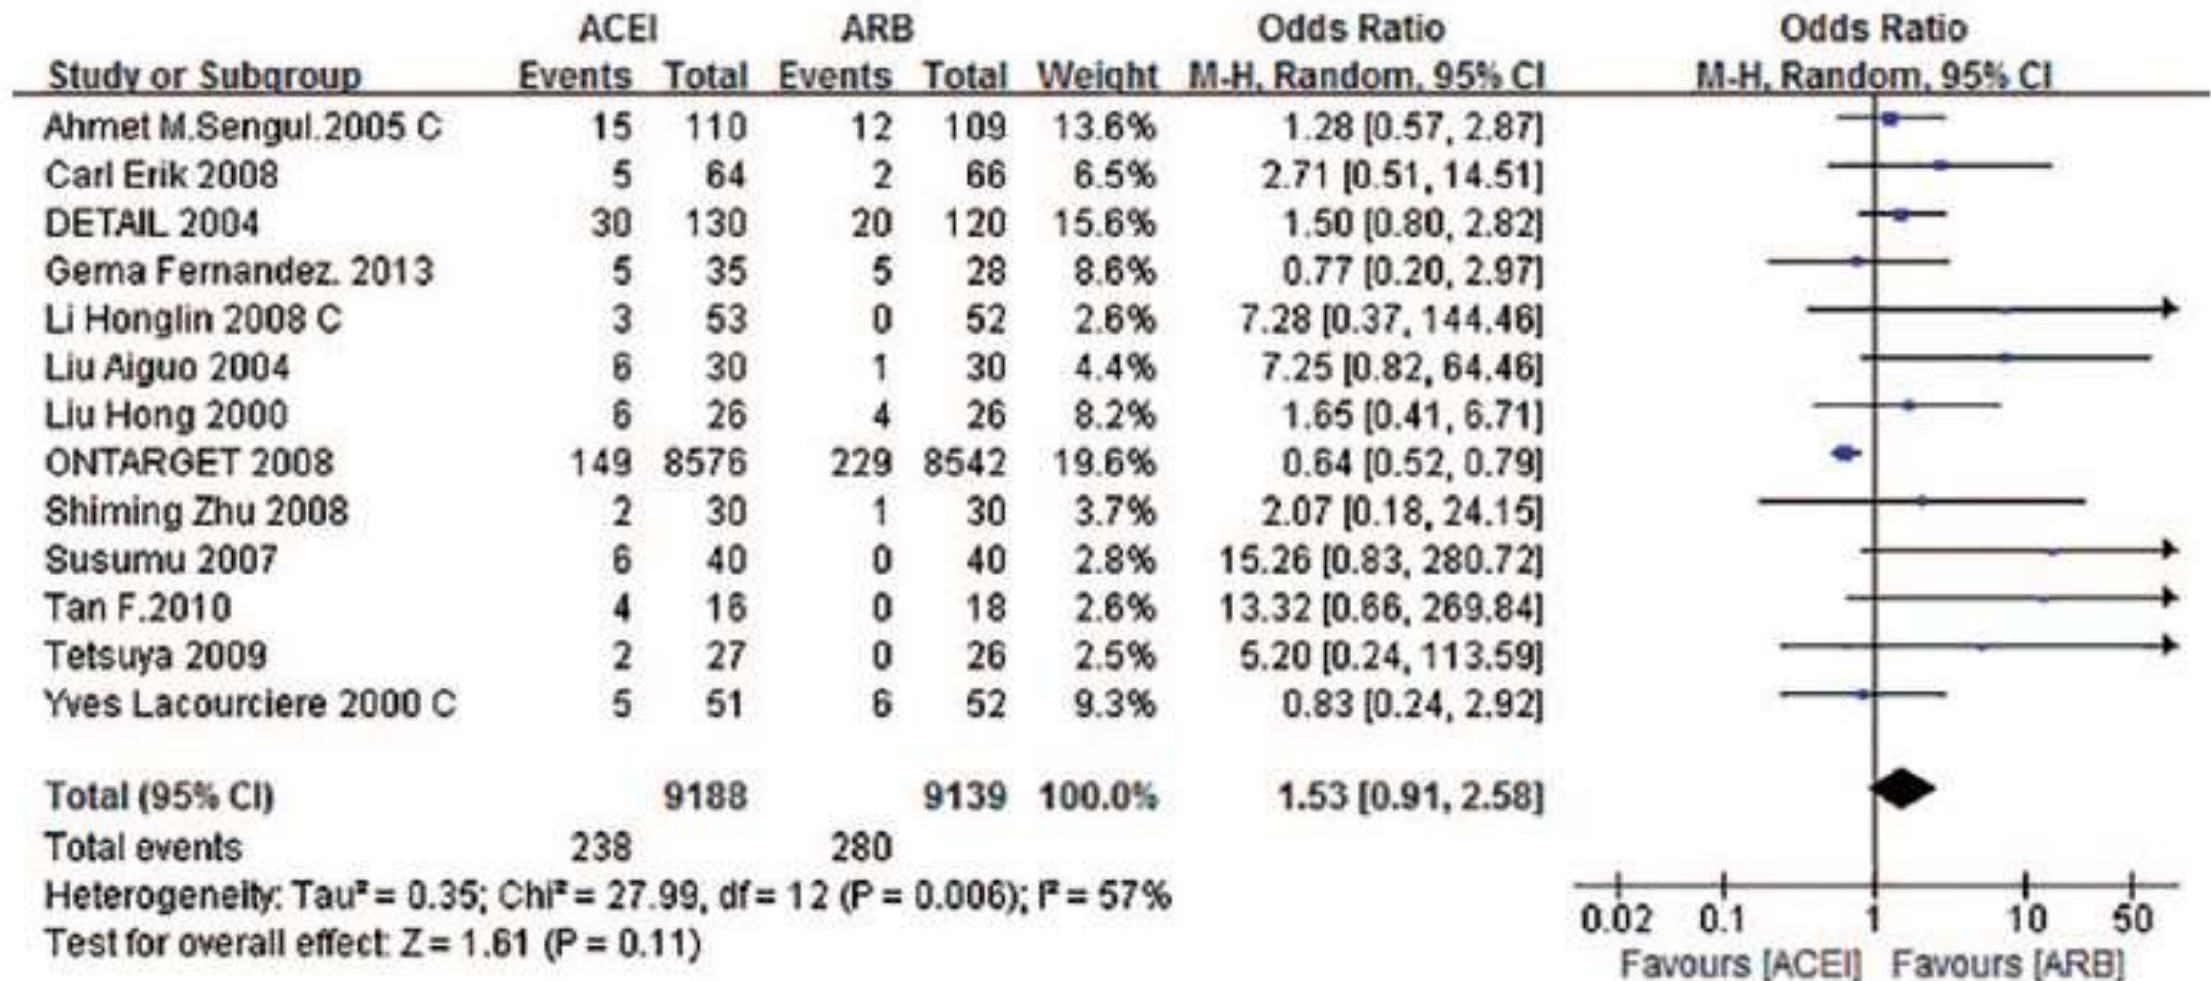 ACEI ARB Odds Ratio Odds Ratio
Study or Subgroup Events Total Events Total Weight M-H, Random, 95% CI M-H, Random, 95% CI
Ahmet M.Sengul.2005 C 15 110 12 109 13.6% 1.28 [0.57, 2.87]
Carl Erik 2008 5 64 2 66 6.5% 2.71 [0.51, 14.51]
DETAIL 2004 30 130 20 120 15.6% 1.50 [0.80, 2.82]
Gema Fernandez. 2013 5 35 5 28 8.6% 0.77 [0.20, 2.97]
Li Honglin 2008 C 3 53 0 52 2.6% 7.28 [0.37, 144.46]
Liu Aiguo 2004 6 30 1 30 4.4% 7.25 [0.82, 64.46]
Liu Hong 2000 6 26 4 26 8.2% 1.65 [0.41, 6.71]
ONTARGET 2008 149 8576 229 8542 19.6% 0.64 [0.52, 0.79]
Shiming Zhu 2008 2 30 1 30 3.7% 2.07 [0.18, 24.15]
Susumu 2007 6 40 0 40 2.8% 15.26 [0.83, 280.72]
Tan F.2010 4 16 0 18 2.6% 13.32 [0.66, 269.84]
Tetsuya 2009 2 27 0 26 2.5% 5.20 [0.24, 113.59]
Yves Lacourciere 2000 C 5 51 6 52 9.3% 0.83 [0.24, 2.92]
Total (95% CI) 9188 9139 100.0% 1.53 [0.91, 2.58]
Total events 238 280
Heterogeneity: Tau² = 0.35; Chi² = 27.99, df = 12 (P = 0.006); I² = 57%
Test for overall effect: Z = 1.61 (P = 0.11)
0.02 0.1 1 10 50
Favours [ACEI] Favours [ARB]